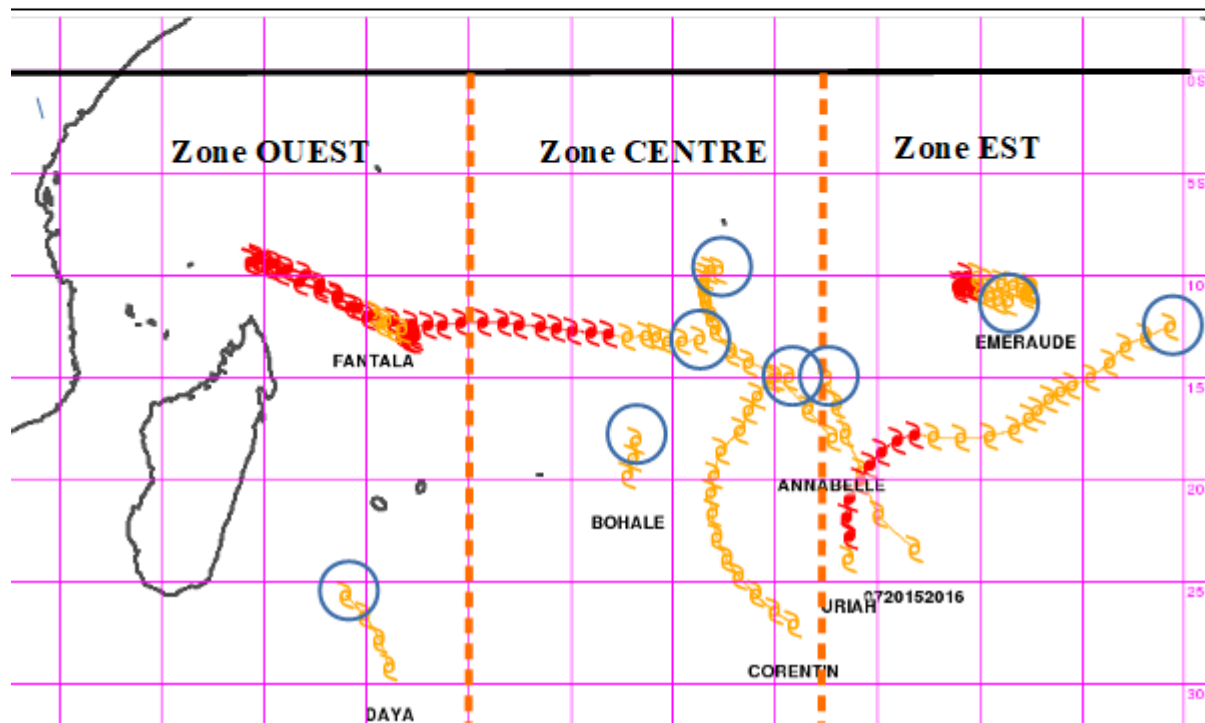 0S
Zone OUEST
Zone CENTRE
Zone EST
5S
10
EMERAUDE
FANTALA
15
ANNABELLE
20
BOHALE
25
0720152016
URIAH
CORENTIN
30
DAYA